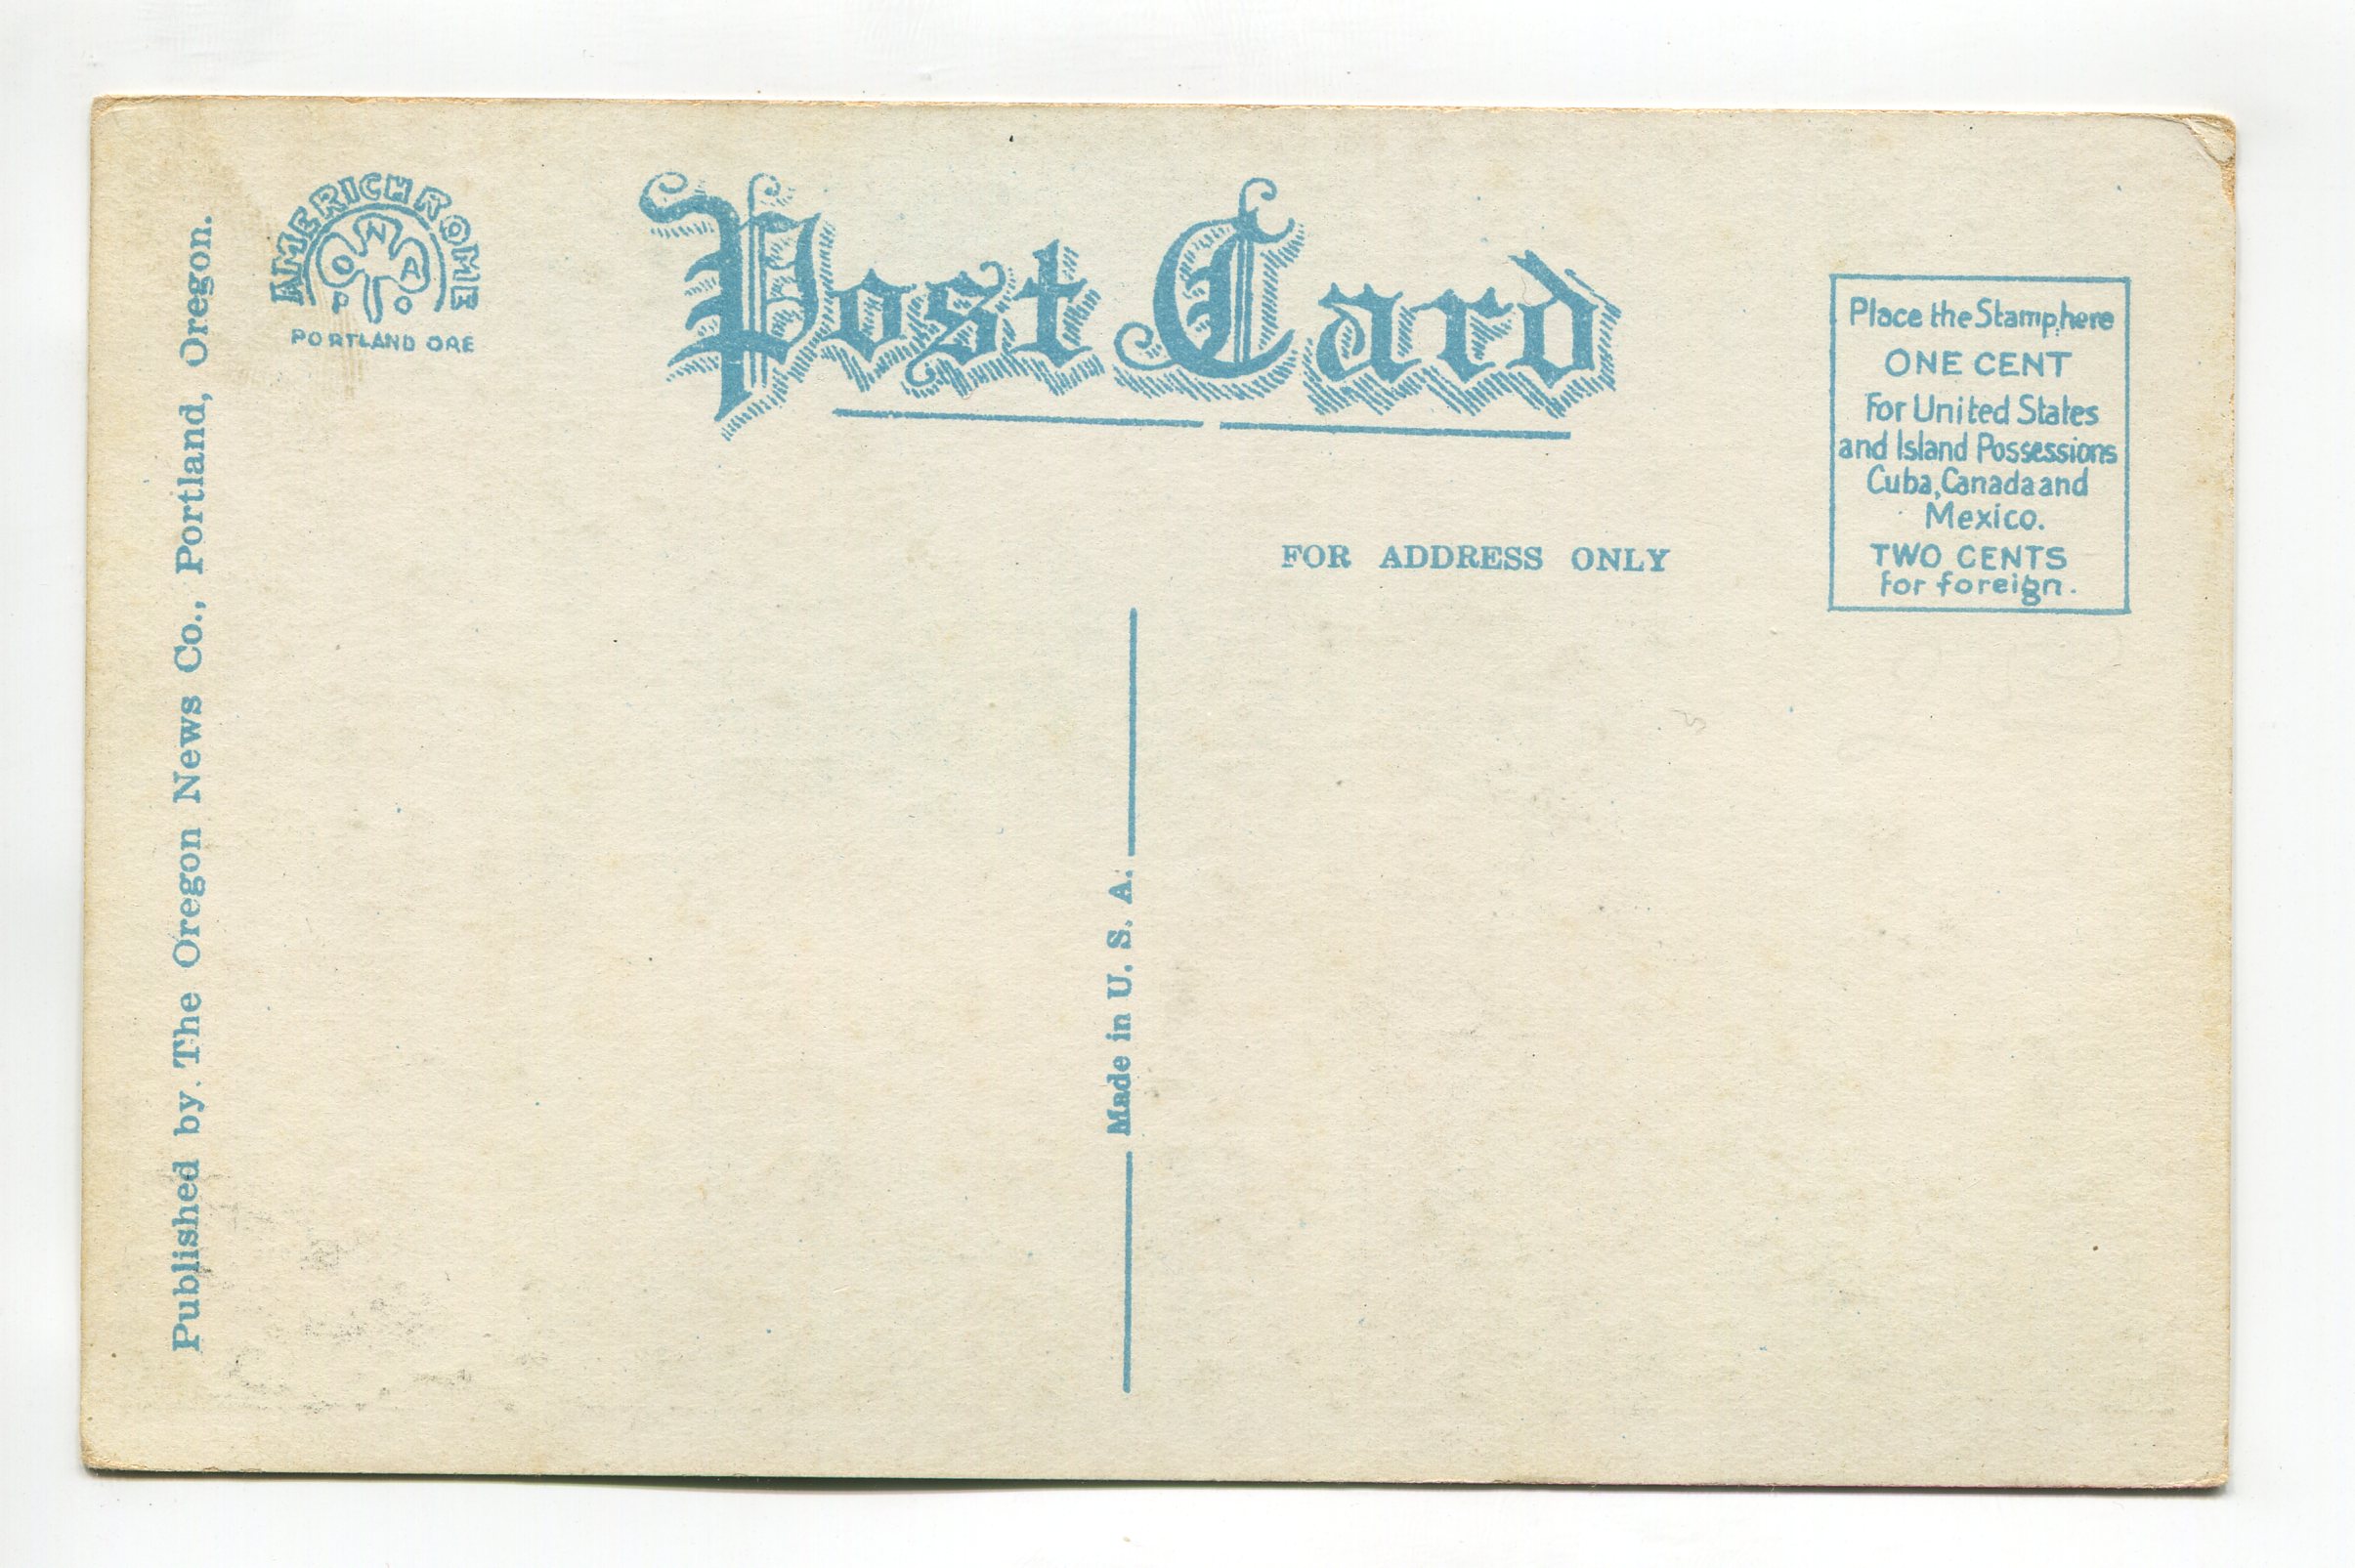 Published by The Oregon News Co., Portland, Oregon.
AMERICHROME
PORTLAND ORE
Post Card
Place the Stamp here
ONE CENT
For United States
and Island Possessions
Cuba, Canada and
Mexico.
TWO CENTS
for foreign.
FOR ADDRESS ONLY
Made in U. S. A.